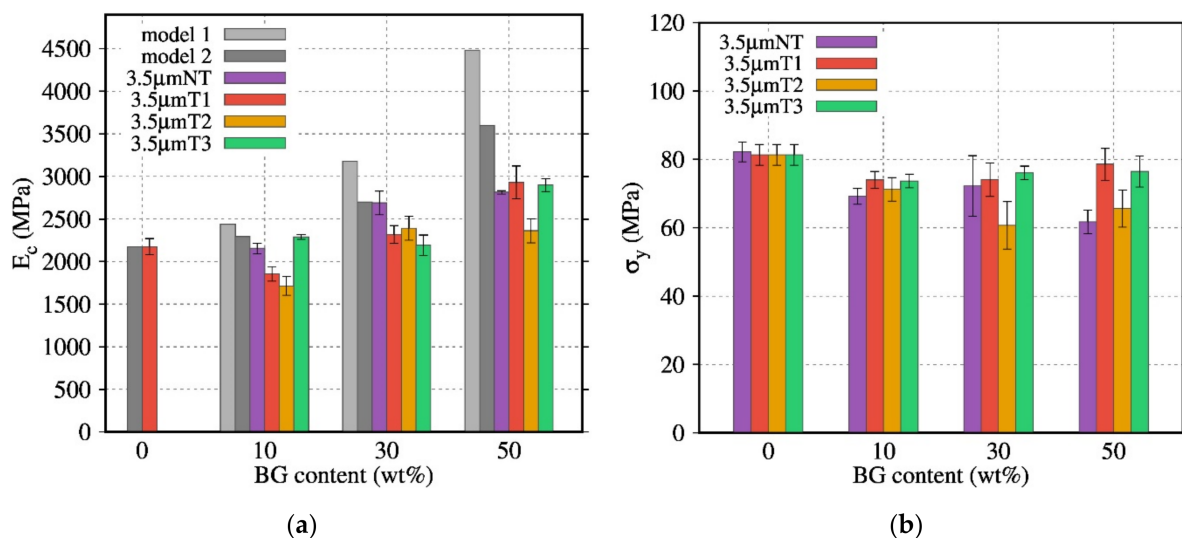 model 1
model 2
3.5μmNT
3.5μmT1
3.5μmT2
3.5μmT3
4500
4000
3500
3000
2500
2000
1500
1000
500
0
E_c (MPa)
0 10 30 50
BG content (wt%)
(a)
3.5μmNT
3.5μmT1
3.5μmT2
3.5μmT3
120
100
80
60
40
20
0
σ_y (MPa)
0 10 30 50
BG content (wt%)
(b)